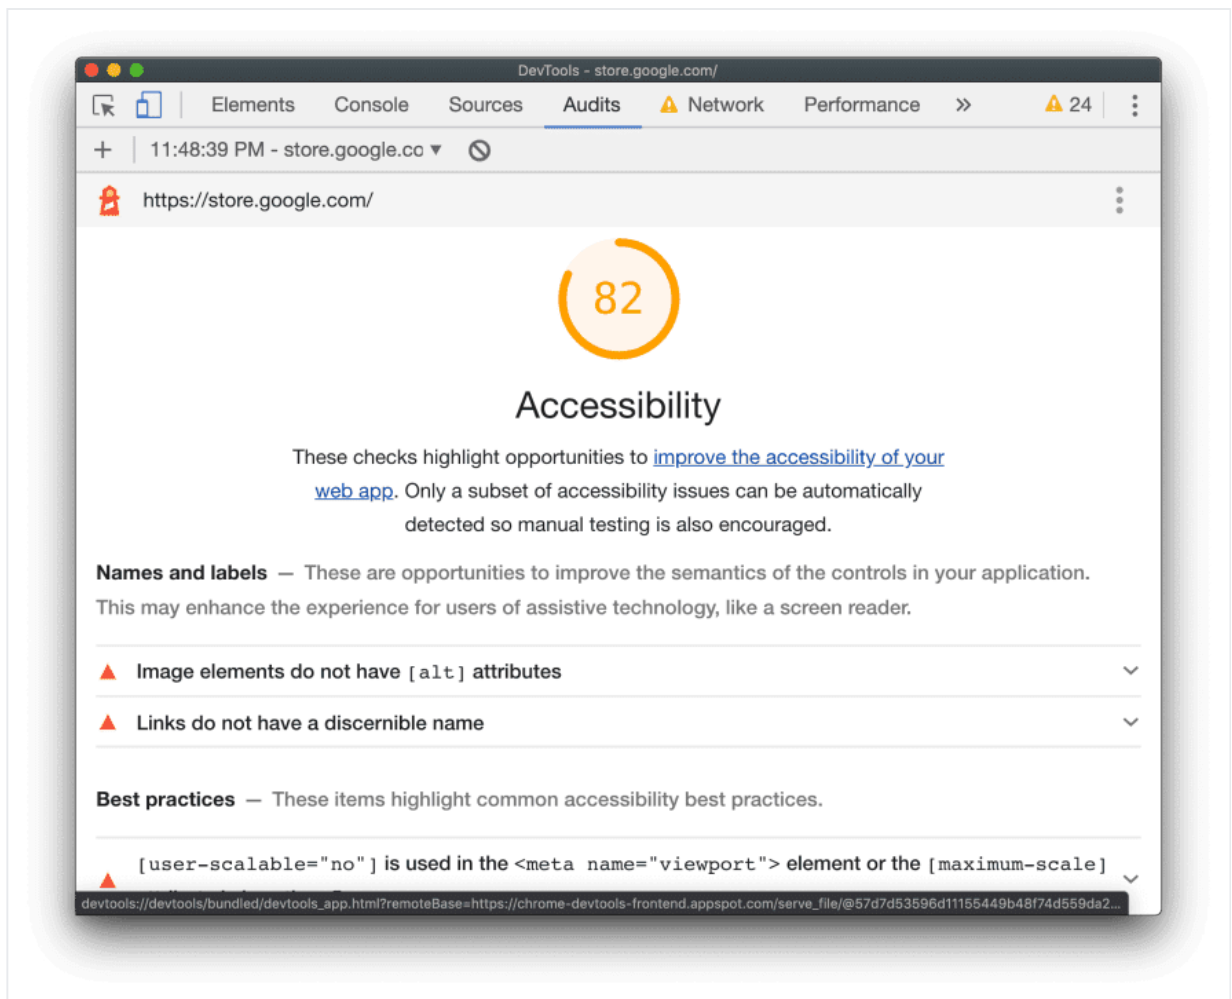 DevTools - store.google.com/
Elements Console Sources Audits Network Performance » 24
+ 11:48:39 PM - store.google.co
https://store.google.com/
82
Accessibility
These checks highlight opportunities to improve the accessibility of your
web app. Only a subset of accessibility issues can be automatically
detected so manual testing is also encouraged.
Names and labels — These are opportunities to improve the semantics of the controls in your application.
This may enhance the experience for users of assistive technology, like a screen reader.
Image elements do not have [alt] attributes
Links do not have a discernible name
Best practices — These items highlight common accessibility best practices.
[user-scalable="no"] is used in the <meta name="viewport"> element or the [maximum-scale]
devtools://devtools/bundled/devtools_app.html?remoteBase=https://chrome-devtools-frontend.appspot.com/serve_file/@57d7d53596d11155449b48f74d559da2...